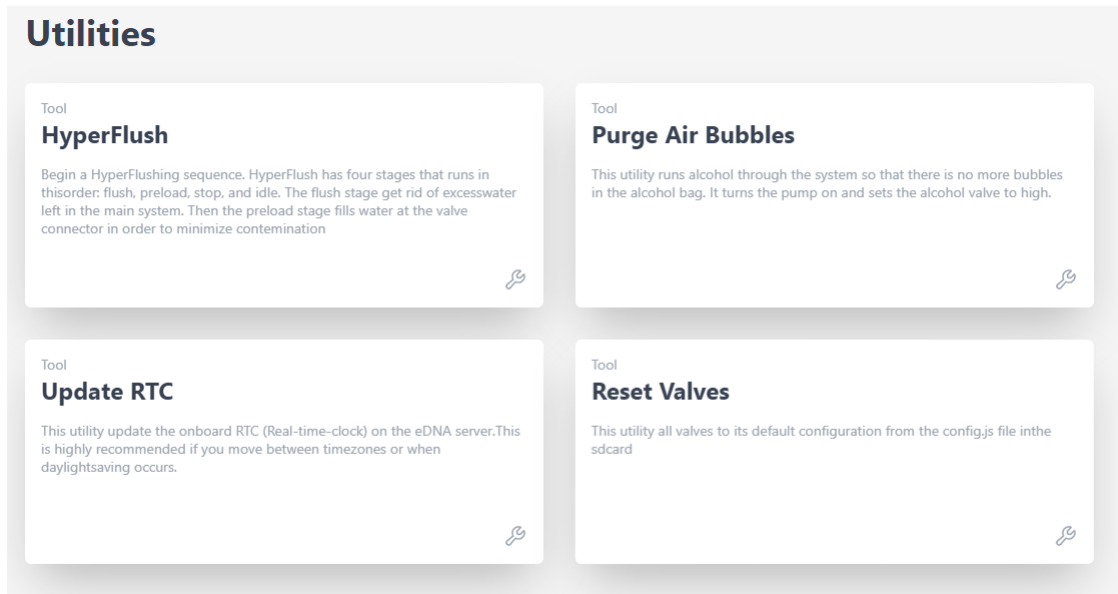 Utilities
Tool
HyperFlush
Begin a HyperFlushing sequence. HyperFlush has four stages that runs in
thisorder: flush, preload, stop, and idle. The flush stage get rid of excesswater
left in the main system. Then the preload stage fills water at the valve
connector in order to minimize contemination
Tool
Purge Air Bubbles
This utility runs alcohol through the system so that there is no more bubbles
in the alcohol bag. It turns the pump on and sets the alcohol valve to high.
Tool
Update RTC
This utility update the onboard RTC (Real-time-clock) on the eDNA server.This
is highly recommended if you move between timezones or when
daylightsaving occurs.
Tool
Reset Valves
This utility all valves to its default configuration from the config.js file inthe
sdcard